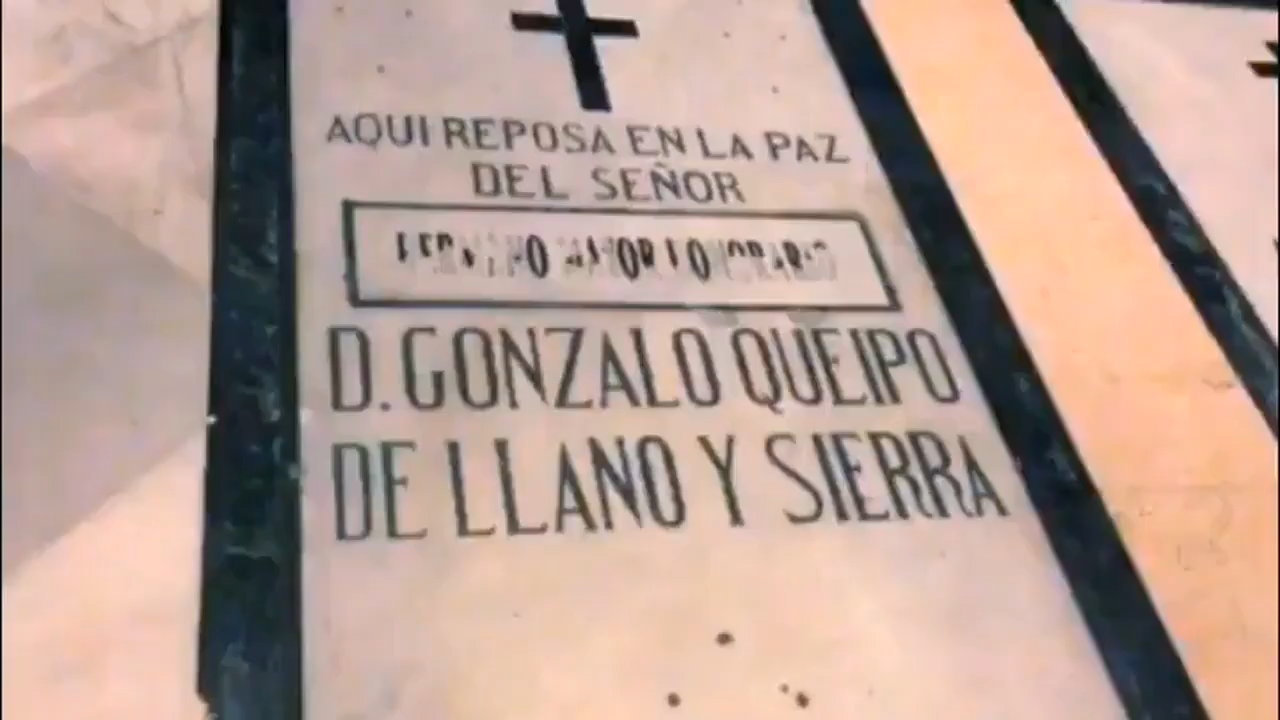 AQUI REPOSA EN LA PAZ
DEL SEÑOR
D. GONZALO QUEIPO
DE LLANO Y SIERRA